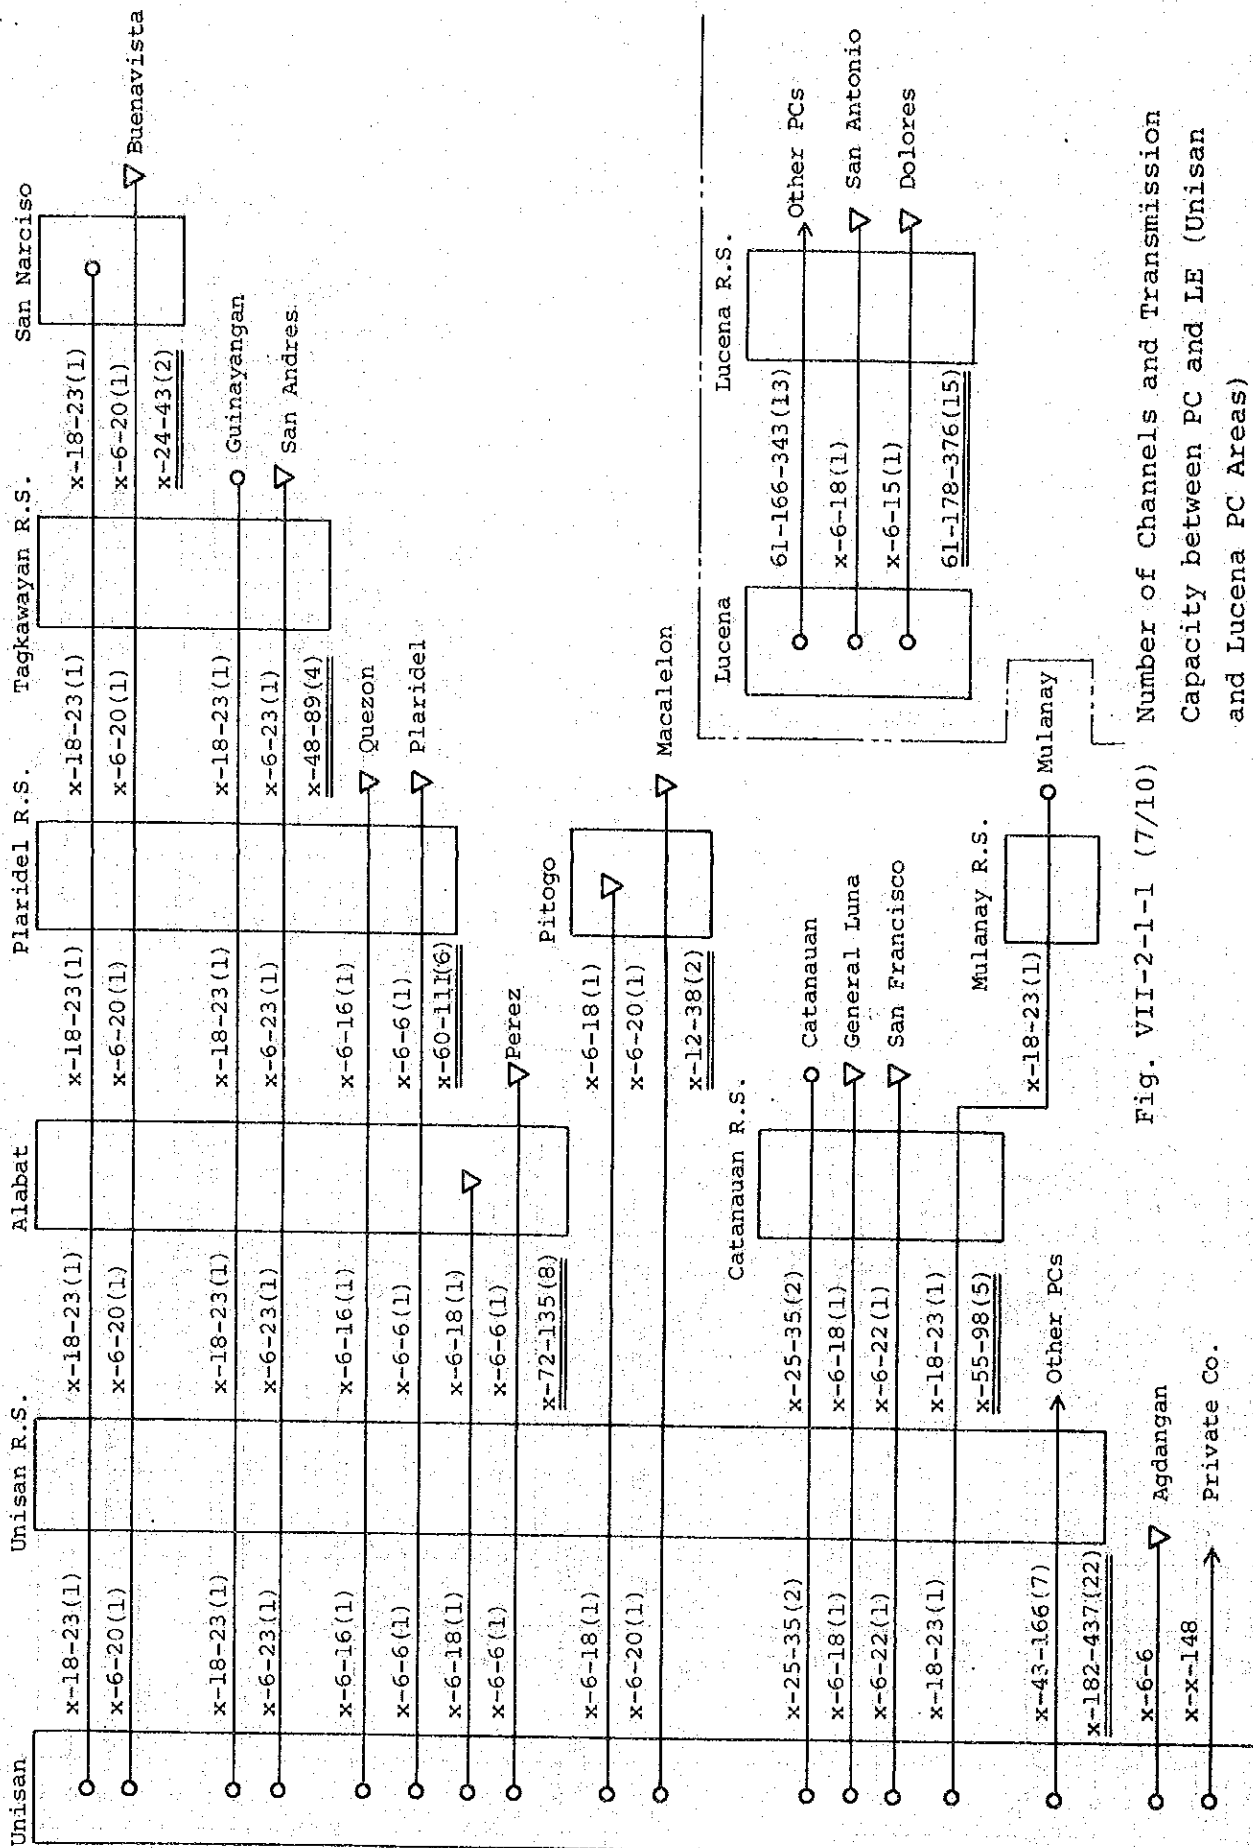 Unisan
Unisan R.S.
Alabat
Plaridel R.S.
Tagkawayan R.S.
San Narciso
x-18-23(1)
x-18-23(1)
x-18-23(1)
x-18-23(1)
x-18-23(1)
x-6-20(1)
x-6-20(1)
x-6-20(1)
x-6-20(1)
x-6-20(1)
Buenavista
x-24-43(2)
x-18-23(1)
x-18-23(1)
x-18-23(1)
x-18-23(1)
Guinayangan
x-6-23(1)
x-6-23(1)
x-6-23(1)
x-6-23(1)
San Andres
x-48-89(4)
x-6-16(1)
x-6-16(1)
x-6-16(1)
Quezon
x-6-6(1)
x-6-6(1)
x-6-6(1)
Plaridel
x-60-111(6)
x-6-18(1)
x-6-18(1)
x-6-6(1)
x-6-6(1)
Perez
x-72-135(8)
Pitogo
x-6-18(1)
x-6-18(1)
x-6-20(1)
x-6-20(1)
Macalelon
x-12-38(2)
Catanauan R.S.
x-25-35(2)
x-25-35(2)
Catanauan
x-6-18(1)
x-6-18(1)
General Luna
x-6-22(1)
x-6-22(1)
San Francisco
x-18-23(1)
x-18-23(1)
x-55-98(5)
Mulanay R.S.
x-18-23(1)
Mulanay
x-43-166(7)
Other PCs
x-182-437(22)
x-6-6
Agdangan
x-x-148
Private Co.
Lucena
Lucena R.S.
61-166-343(13)
Other PCs
x-6-18(1)
San Antonio
x-6-15(1)
Dolores
61-178-376(15)
Fig. VII-2-1-1 (7/10) Number of Channels and Transmission
Capacity between PC and LE (Unisan
and Lucena PC Areas)